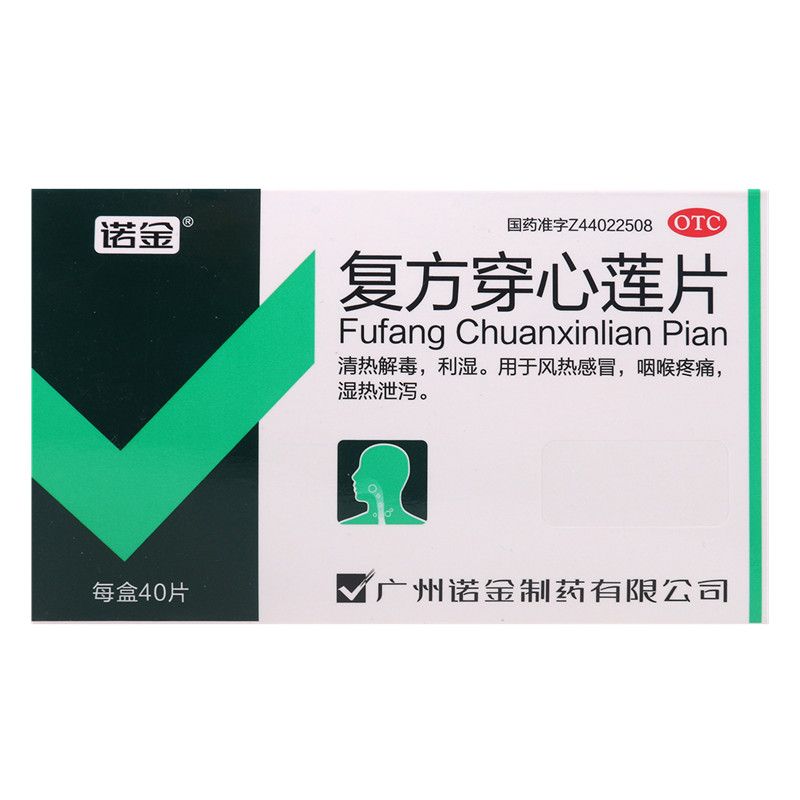 诺金®
国药准字Z44022508 OTC
复方穿心莲片
Fufang Chuanxinlian Pian
清热解毒，利湿。用于风热感冒，咽喉疼痛，
湿热泄泻。
每盒40片
广州诺金制药有限公司